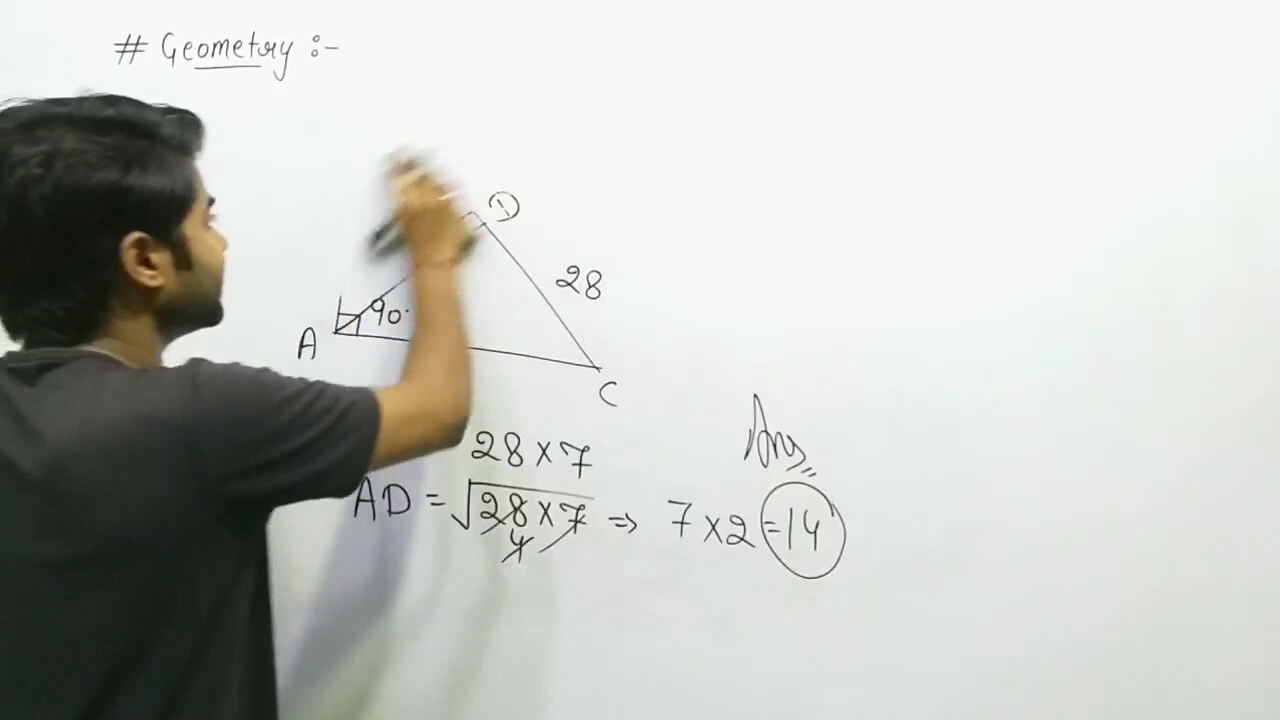 # Geometry :-
D
28
90°
A
C
28 × 7
Ans
AD = √28 × 7 ⇒ 7 × 2 = 14
4